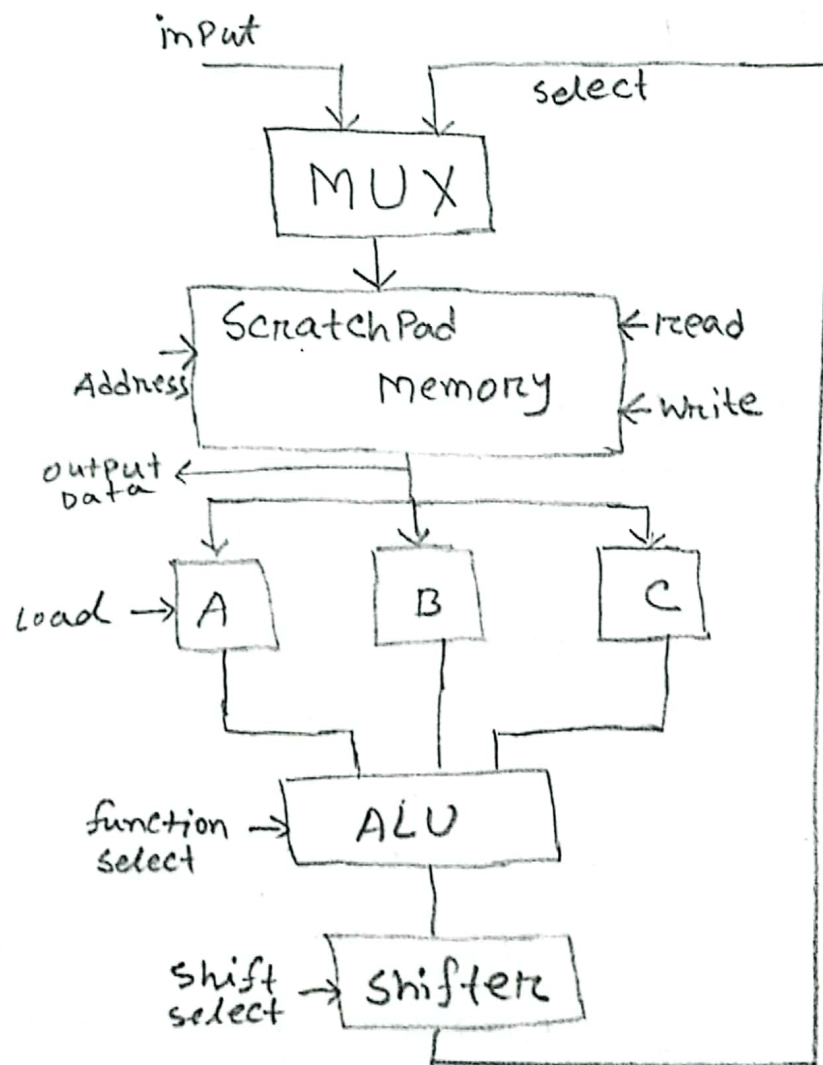 inPut
select
MUX
ScratchPad
Memory
read
Address
write
output
Data
Load
A
B
C
function
select
ALU
shift
select
shifter